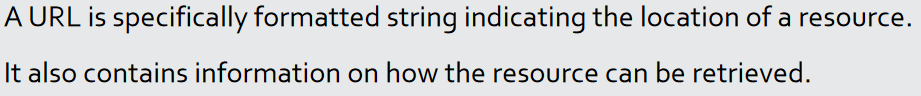 A URL is specifically formatted string indicating the location of a resource.
It also contains information on how the resource can be retrieved.